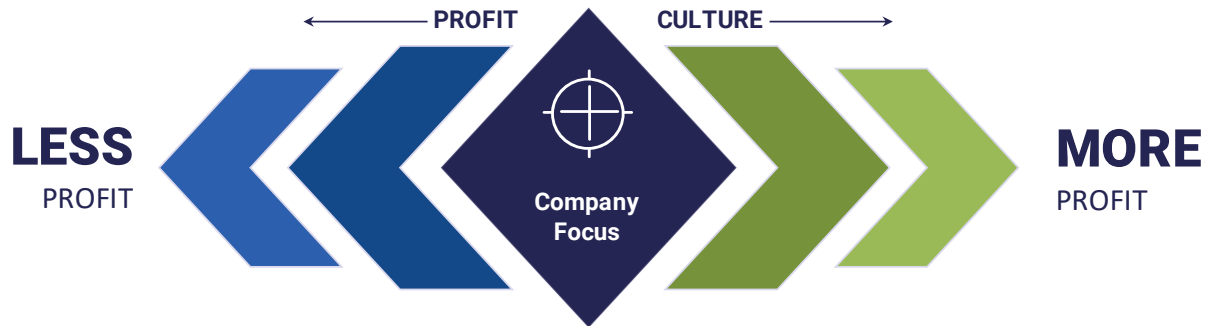 PROFIT
CULTURE
LESS
PROFIT
Company
Focus
MORE
PROFIT